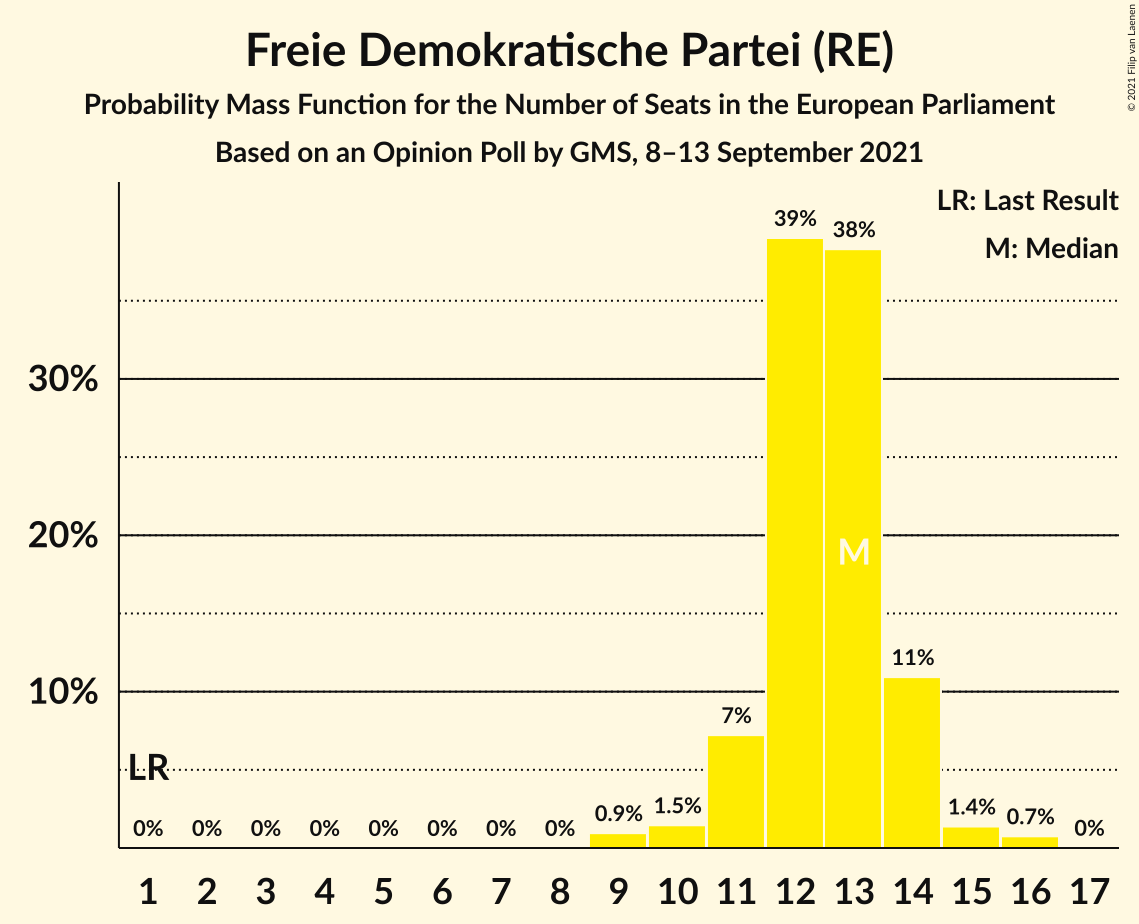 Freie Demokratische Partei (RE)
Probability Mass Function for the Number of Seats in the European Parliament
Based on an Opinion Poll by GMS, 8–13 September 2021
© 2021 Filip van Laenen
LR: Last Result
M: Median
39%
38%
30%
20%
M
11%
10%
7%
LR
0%
0%
0%
0%
0%
0%
0%
0%
0.9%
1.5%
1.4%
0.7%
0%
1 2 3 4 5 6 7 8 9 10 11 12 13 14 15 16 17